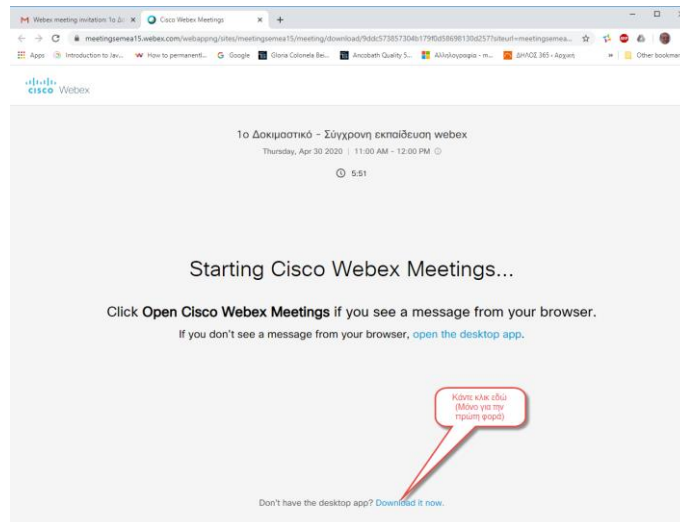 Webex meeting invitation: 1ο Δο
Cisco Webex Meetings
meetingsemea15.webex.com/webappng/sites/meetingsemea15/meeting/download/
Apps
Introduction to Jav...
How to permanentl...
Google
Gloria Colonela Bei...
Ancobath Quality S...
Αλληλογραφία - m...
ΔΗΛΟΣ 365 - Αρχική
»
Other bookmar
CISCO Webex
1ο Δοκιμαστικό - Σύγχρονη εκπαίδευση webex
Thursday, Apr 30 2020 | 11:00 AM - 12:00 PM
5:51
Starting Cisco Webex Meetings...
Click Open Cisco Webex Meetings if you see a message from your browser.
If you don't see a message from your browser, open the desktop app.
Κάντε κλικ εδώ
(Μόνο για την
πρώτη φορά)
Don't have the desktop app? Download it now.